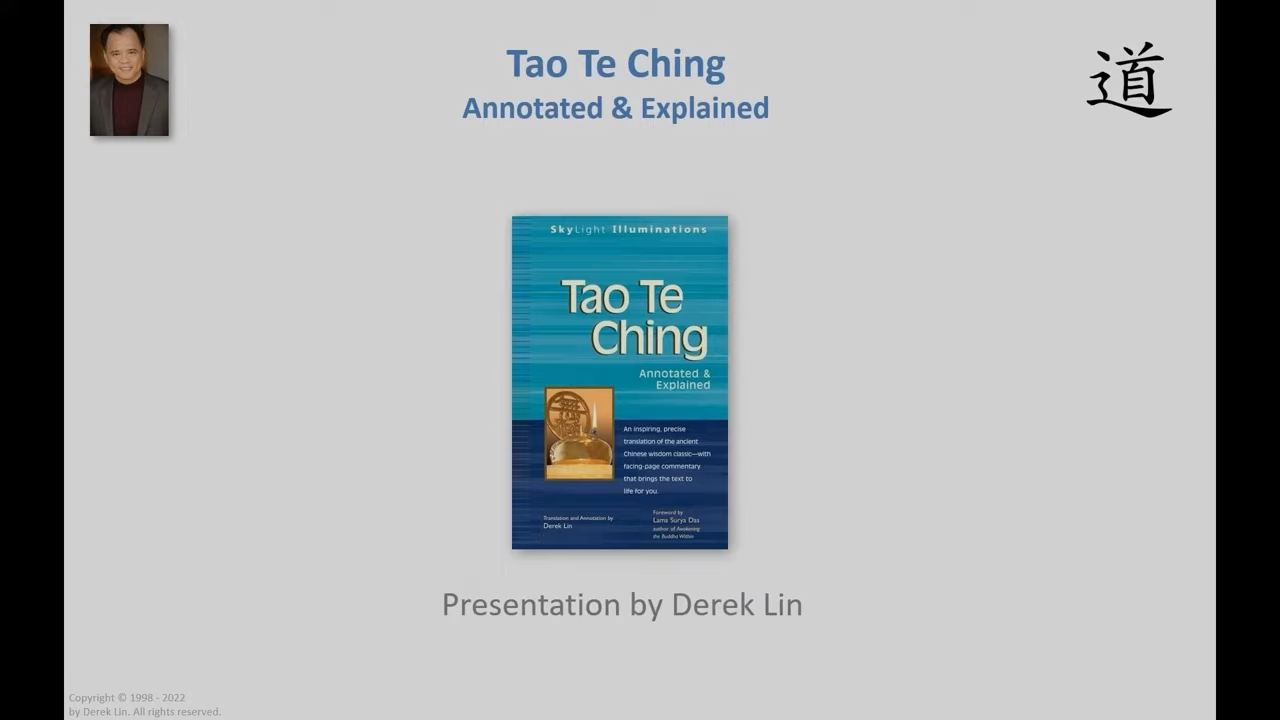 Tao Te Ching
Annotated & Explained
道
SkyLight Illuminations
Tao Te
Ching
Annotated &
Explained
An inspiring, precise
translation of the ancient
Chinese wisdom classic—with
facing-page commentary
that brings the text to
life for you.
Translation and Annotation by
Derek Lin
Foreword by
Lama Surya Das
author of Awakening
the Buddha Within
Presentation by Derek Lin
Copyright © 1998 - 2022
by Derek Lin. All rights reserved.